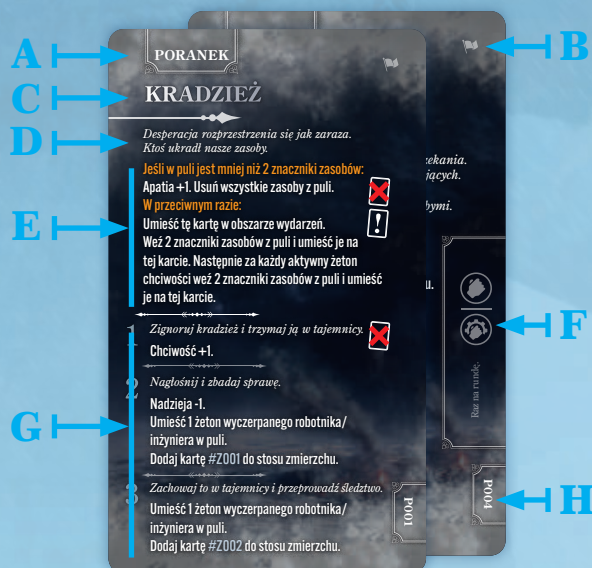 A
PORANEK
B
C
KRADZIEŻ
D
Desperacja rozprzestrzenia się jak zaraza.
Ktoś ukradł nasze zasoby.
Jeśli w puli jest mniej niż 2 znaczniki zasobów:
Apatia +1. Usuń wszystkie zasoby z puli.
W przeciwnym razie:
E
Umieść tę kartę w obszarze wydarzeń.
Weź 2 znaczniki zasobów z puli i umieść je na
tej karcie. Następnie za każdy aktywny żeton
chciwości weź 2 znaczniki zasobów z puli i umieść
je na tej karcie.
1
Zignoruj kradzież i trzymaj ją w tajemnicy.
Chciwość +1.
2
Nagłośnij i zbadaj sprawę.
Nadzieja -1.
Umieść 1 żeton wyczerpanego robotnika/
inżyniera w puli.
G
Dodaj kartę #Z001 do stosu zmierzchu.
3
Zachowaj to w tajemnicy i przeprowadź śledztwo.
Umieść 1 żeton wyczerpanego robotnika/
inżyniera w puli.
Dodaj kartę #Z002 do stosu zmierzchu.
P001
zekania.
jących.
bymi.
u.
F
Raz na rundę.
P004
H